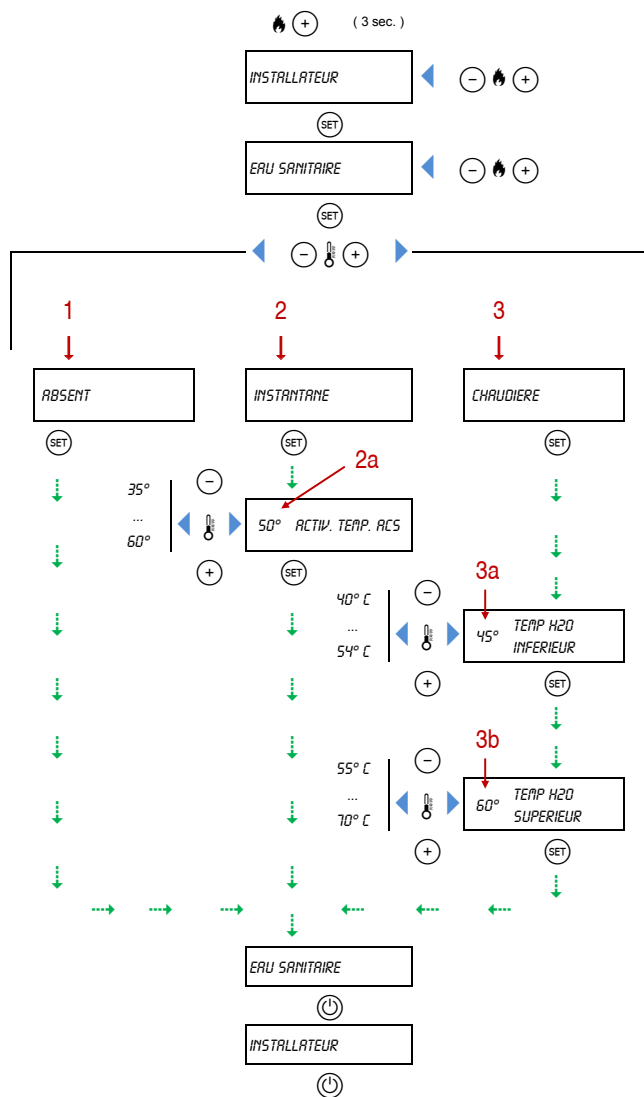 ( 3 sec. )
INSTALLATEUR
SET
EAU SANITAIRE
SET
1
2
3
ABSENT
INSTANTANE
CHAUDIERE
SET
SET
SET
2a
35°
...
60°
50° ACTIV. TEMP. ACS
SET
3a
40° C
...
54° C
45° TEMP H2O
INFERIEUR
SET
3b
55° C
...
70° C
60° TEMP H2O
SUPERIEUR
SET
EAU SANITAIRE
INSTALLATEUR